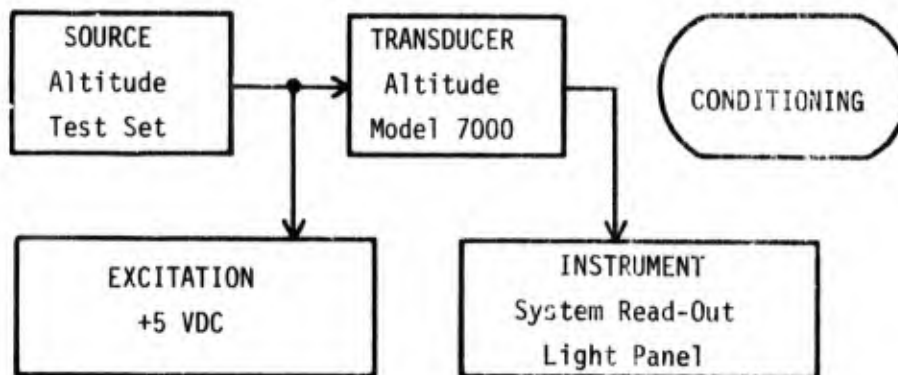 SOURCE
Altitude
Test Set
TRANSDUCER
Altitude
Model 7000
CONDITIONING
EXCITATION
+5 VDC
INSTRUMENT
System Read-Out
Light Panel